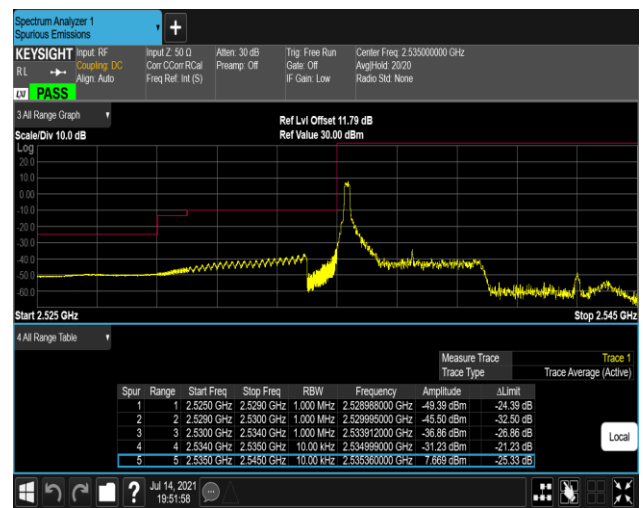 Spectrum Analyzer 1
Spurious Emissions
+
KEYSIGHT Input: RF Input Z: 50 Ω Atten: 30 dB Trig: Free Run Center Freq: 2.535000000 GHz
RL Coupling: DC Corr CCorr RCal Preamp: Off Gate: Off Avg|Hold: 20/20
Align: Auto Freq Ref: Int (S) IF Gain: Low Radio Std: None
LXI PASS
3 All Range Graph
Ref Lvl Offset 11.79 dB
Scale/Div 10.0 dB Ref Value 30.00 dBm
Log
20.0
10.0
0.00
-10.0
-20.0
-30.0
-40.0
-50.0
-60.0
Start 2.525 GHz Stop 2.545 GHz
4 All Range Table
Measure Trace Trace 1
Trace Type Trace Average (Active)
Spur Range Start Freq Stop Freq RBW Frequency Amplitude ΔLimit
1 1 2.5250 GHz 2.5290 GHz 1.000 MHz 2.528988000 GHz -49.39 dBm -24.39 dB
2 2 2.5290 GHz 2.5300 GHz 1.000 MHz 2.529995000 GHz -45.50 dBm -32.50 dB
3 3 2.5300 GHz 2.5340 GHz 1.000 MHz 2.533912000 GHz -36.86 dBm -26.86 dB
4 4 2.5340 GHz 2.5350 GHz 10.00 kHz 2.534999000 GHz -31.23 dBm -21.23 dB
5 5 2.5350 GHz 2.5450 GHz 10.00 kHz 2.535360000 GHz 7.669 dBm -25.33 dB
Local
? Jul 14, 2021
19:51:58